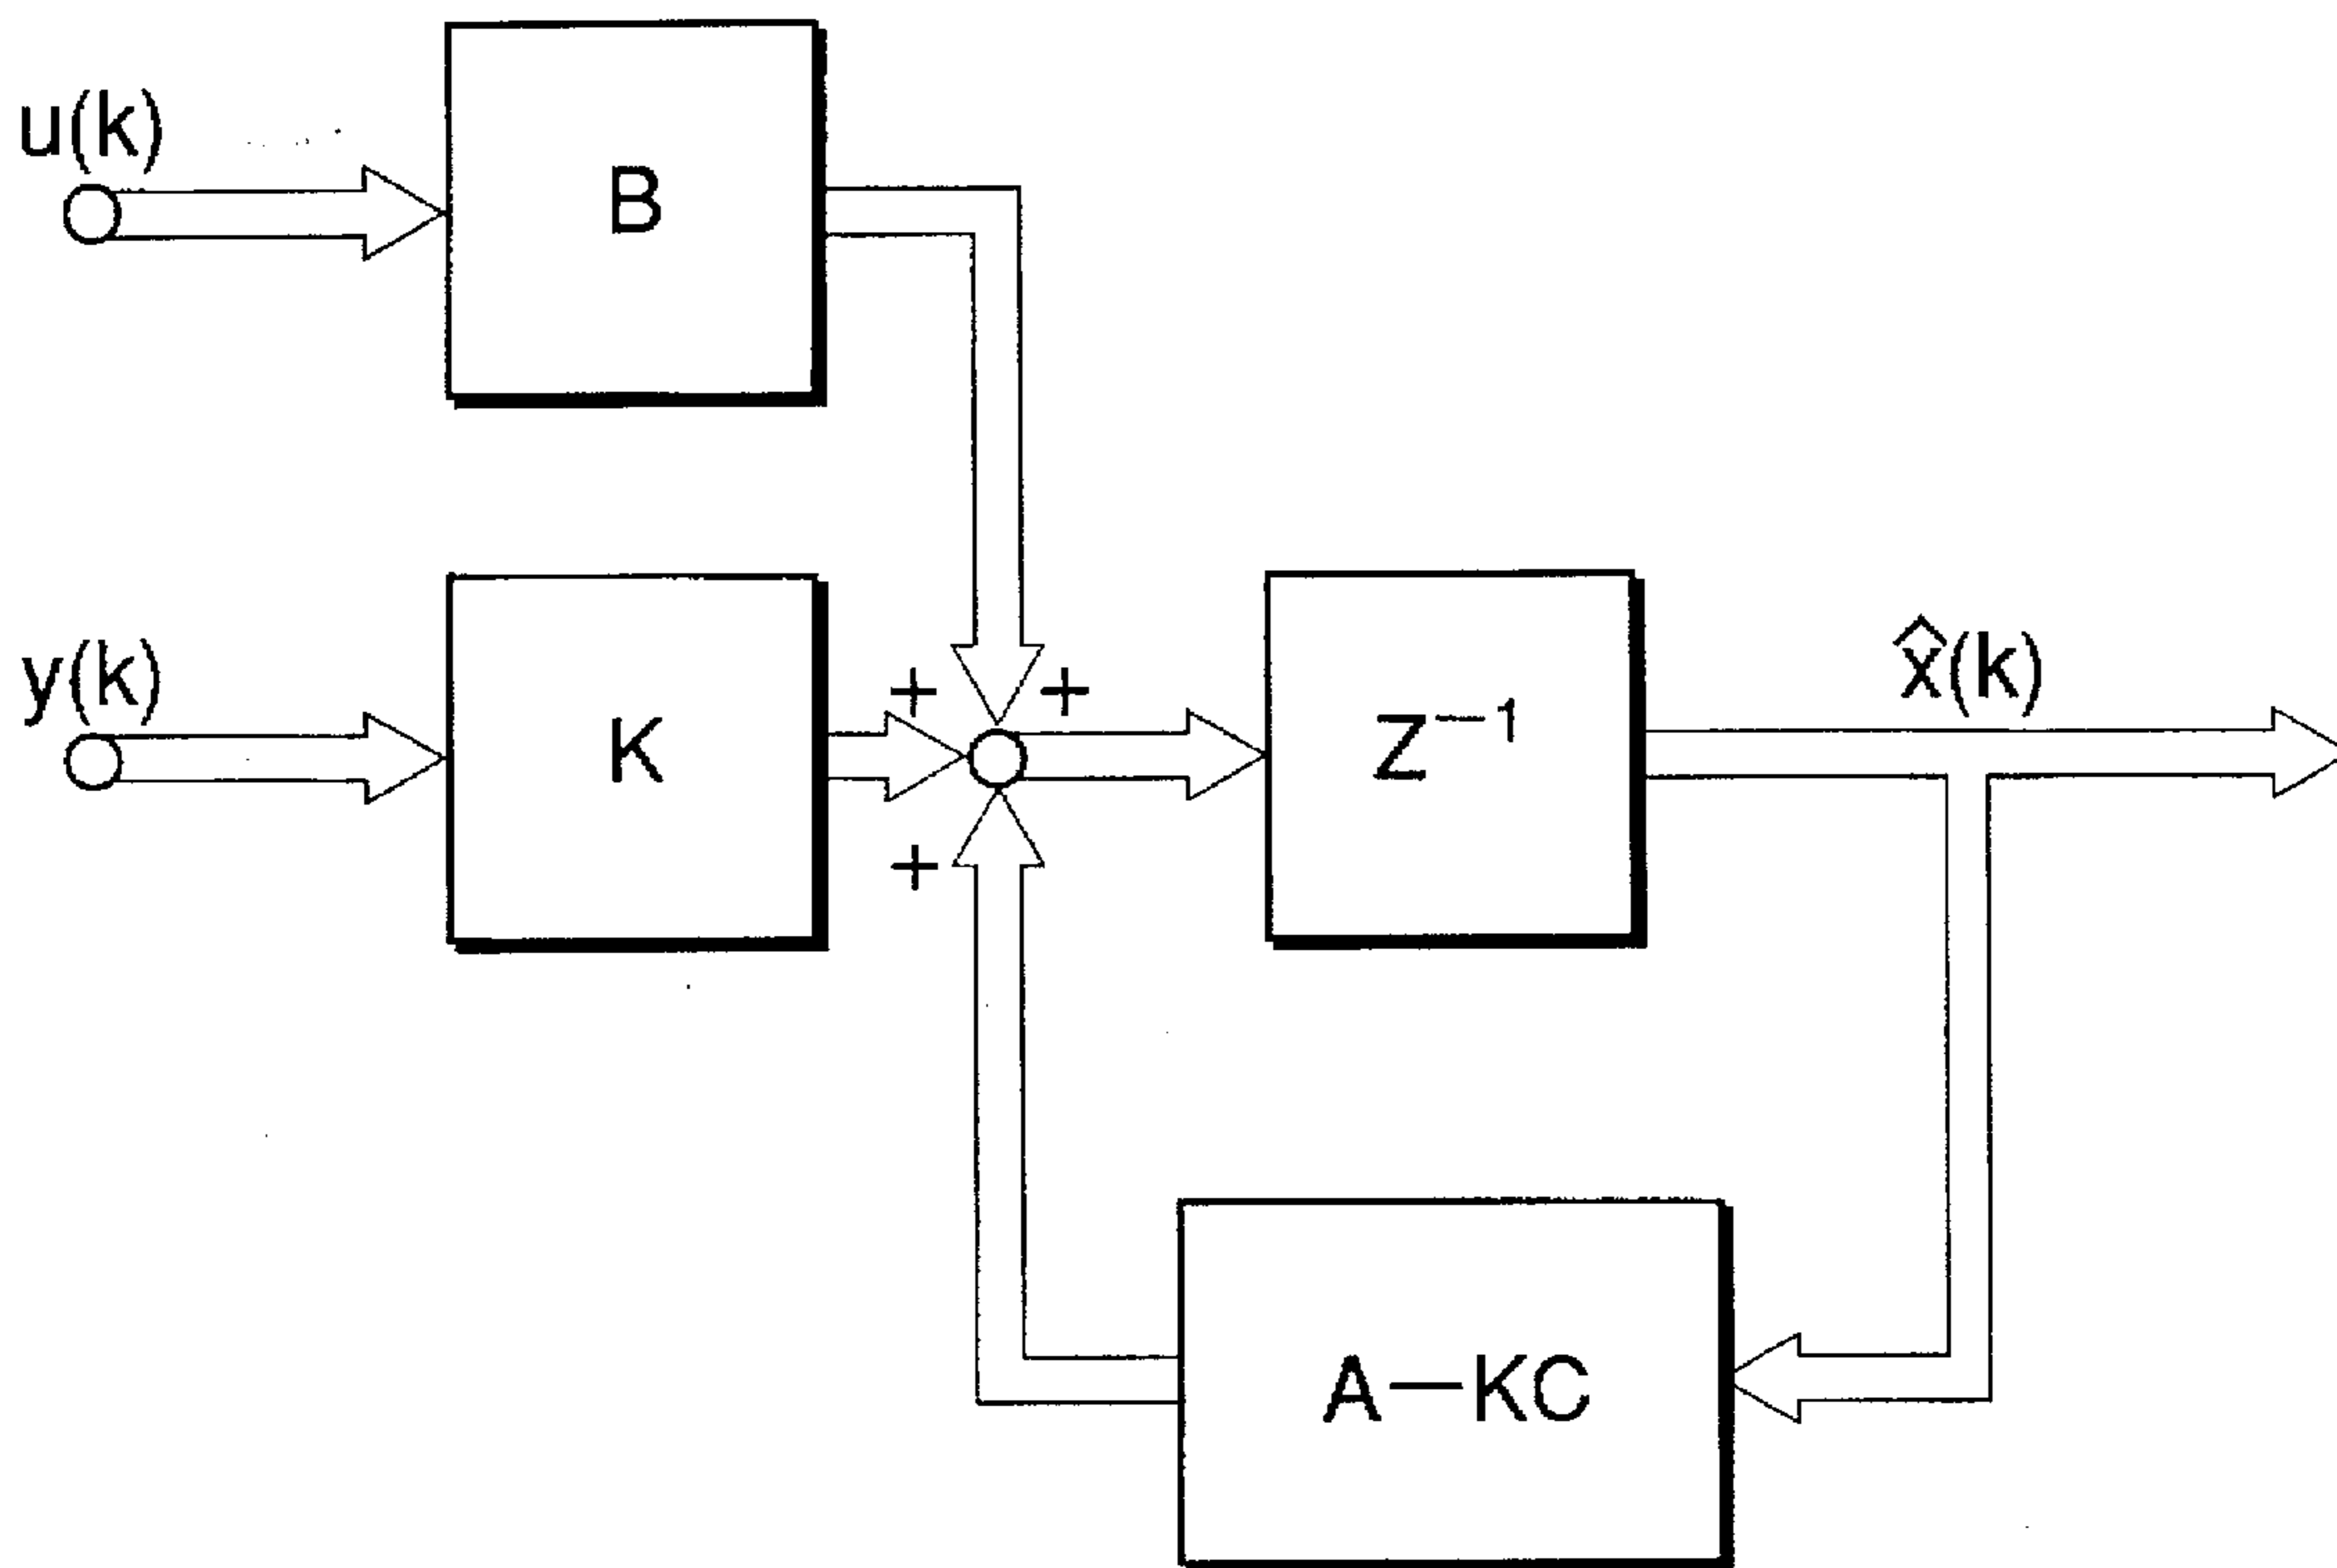 u(k)
B
y(k)
K
+
+
+
Z⁻¹
x̂(k)
A−KC